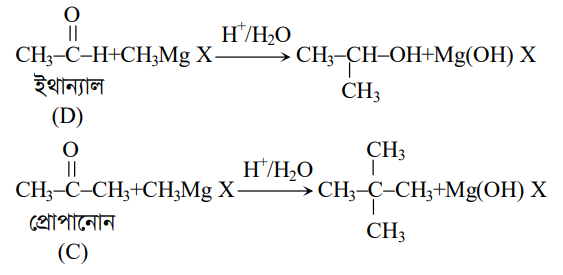 O
||
CH₃–C–H+CH₃Mg X ⟶ CH₃–CH–OH+Mg(OH) X
H⁺/H₂O
ইথান্যাল
CH₃
(D)
O
CH₃
||
H⁺/H₂O
CH₃–C–CH₃+CH₃Mg X ⟶ CH₃–C–CH₃+Mg(OH) X
প্রোপানোন
CH₃
(C)